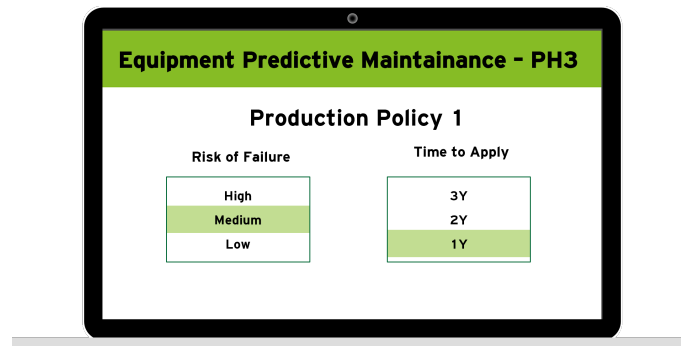 Equipment Predictive Maintainance - PH3
Production Policy 1
Risk of Failure
High
Medium
Low
Time to Apply
3Y
2Y
1Y